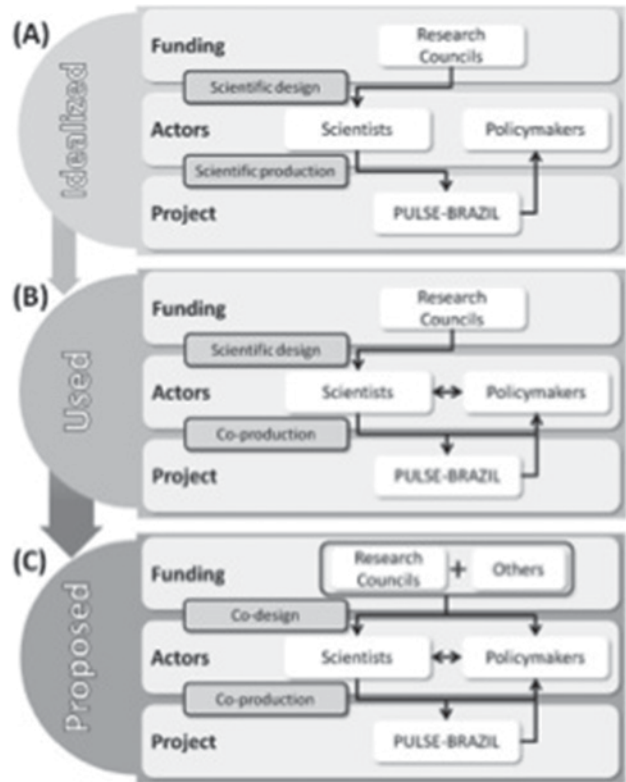 (A)
Idealized
Funding
Research
Councils
Scientific design
Actors
Scientists
Policymakers
Scientific production
Project
PULSE-BRAZIL
(B)
Used
Funding
Research
Councils
Scientific design
Actors
Scientists
Policymakers
Co-production
Project
PULSE-BRAZIL
(C)
Proposed
Funding
Research
Councils
+
Others
Co-design
Actors
Scientists
Policymakers
Co-production
Project
PULSE-BRAZIL